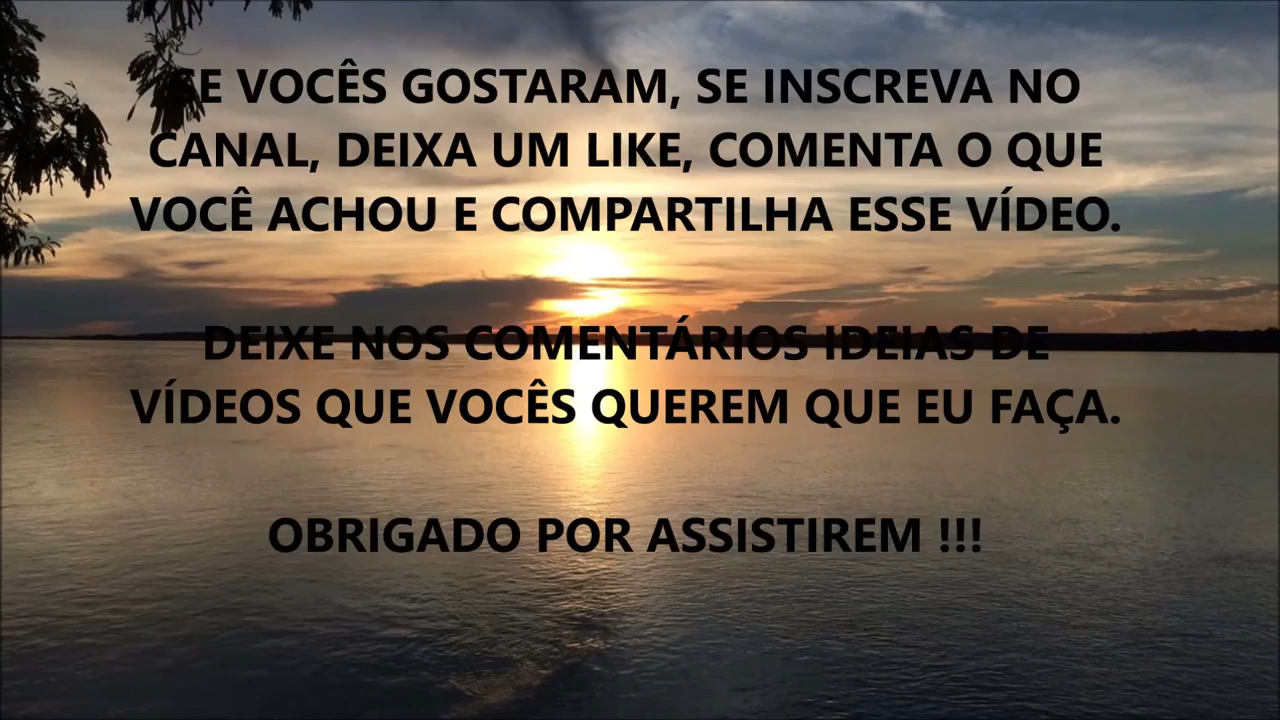 SE VOCÊS GOSTARAM, SE INSCREVA NO
CANAL, DEIXA UM LIKE, COMENTA O QUE
VOCÊ ACHOU E COMPARTILHA ESSE VÍDEO.
DEIXE NOS COMENTÁRIOS IDEIAS DE
VÍDEOS QUE VOCÊS QUEREM QUE EU FAÇA.
OBRIGADO POR ASSISTIREM !!!